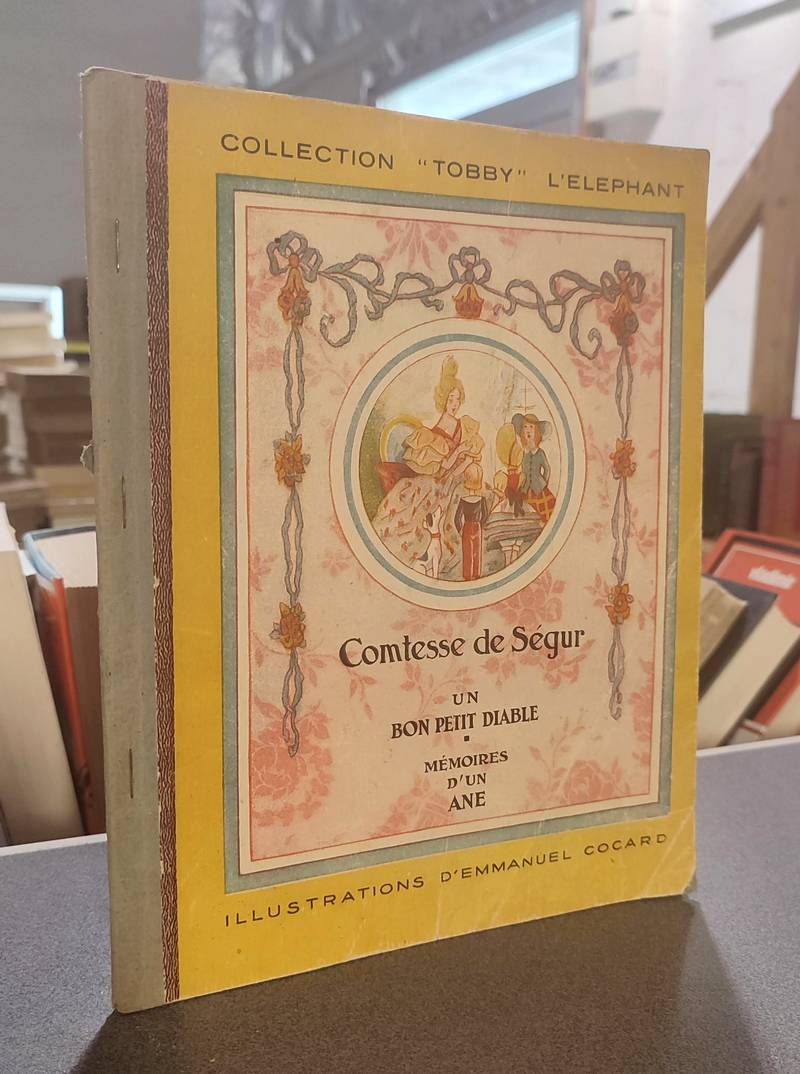 COLLECTION "TOBBY" L'ELEPHANT
Comtesse de Ségur
UN
BON PETIT DIABLE
▪
MÉMOIRES
D'UN
ANE
ILLUSTRATIONS D'EMMANUEL COCARD